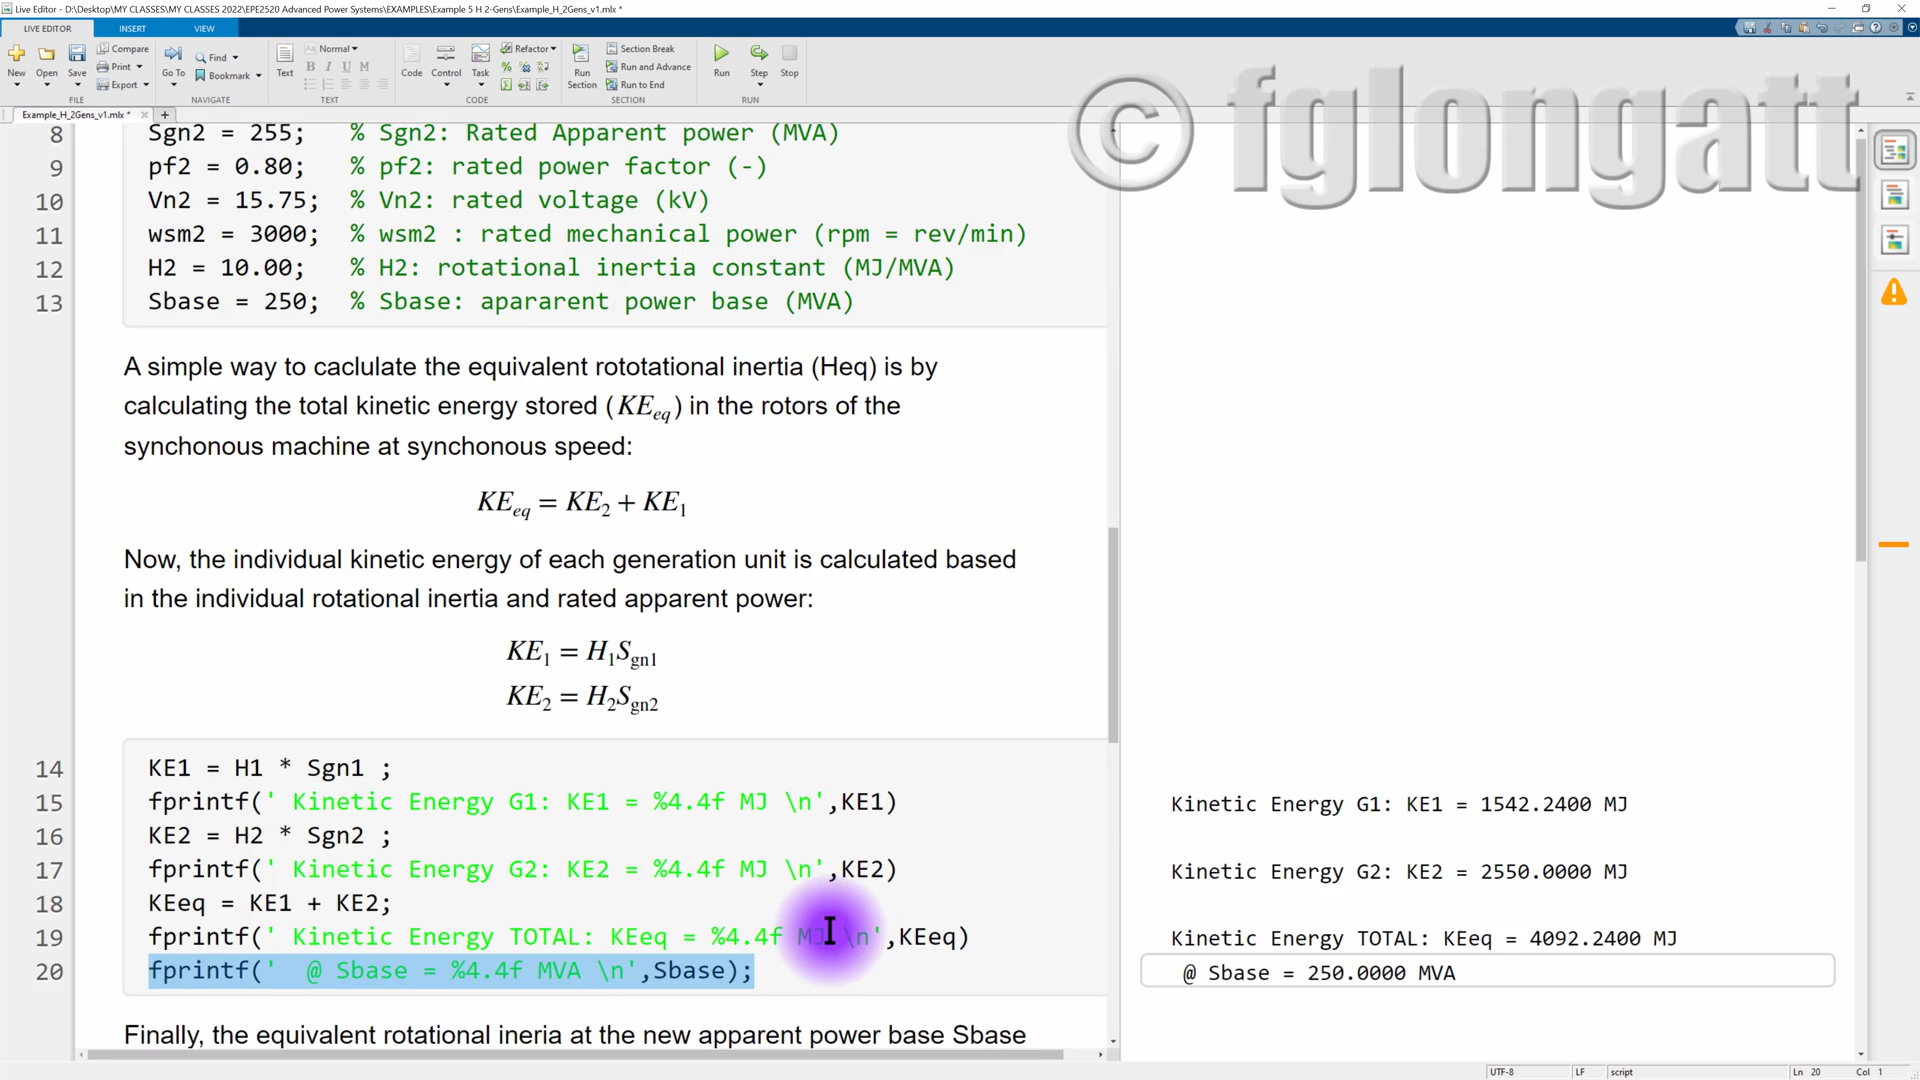 Live Editor - D:\Desktop\MY CLASSES\MY CLASSES 2022\EPE2520 Advanced Power Systems\EXAMPLES\Example 5 H 2-Gens\Example_H_2Gens_v1.mlx *
LIVE EDITOR INSERT VIEW
New Open Save Compare Print Export
Go To Find Bookmark
Text Normal
B I U M
Code Control Task Refactor
Run Section Section Break Run and Advance Run to End
Run Step Stop
FILE NAVIGATE TEXT CODE SECTION RUN
© fglongatt
Example_H_2Gens_v1.mlx *
8 Sgn2 = 255; % Sgn2: Rated Apparent power (MVA)
9 pf2 = 0.80; % pf2: rated power factor (-)
10 Vn2 = 15.75; % Vn2: rated voltage (kV)
11 wsm2 = 3000; % wsm2 : rated mechanical power (rpm = rev/min)
12 H2 = 10.00; % H2: rotational inertia constant (MJ/MVA)
13 Sbase = 250; % Sbase: apararent power base (MVA)
A simple way to caclulate the equivalent rototational inertia (Heq) is by
calculating the total kinetic energy stored (KEeq) in the rotors of the
synchonous machine at synchonous speed:
KEeq = KE2 + KE1
Now, the individual kinetic energy of each generation unit is calculated based
in the individual rotational inertia and rated apparent power:
KE1 = H1Sgn1
KE2 = H2Sgn2
14 KE1 = H1 * Sgn1 ;
15 fprintf(' Kinetic Energy G1: KE1 = %4.4f MJ \n',KE1)
16 KE2 = H2 * Sgn2 ;
17 fprintf(' Kinetic Energy G2: KE2 = %4.4f MJ \n',KE2)
18 KEeq = KE1 + KE2;
19 fprintf(' Kinetic Energy TOTAL: KEeq = %4.4f MJ \n',KEeq)
20 fprintf('  @ Sbase = %4.4f MVA \n',Sbase);
Finally, the equivalent rotational ineria at the new apparent power base Sbase
Kinetic Energy G1: KE1 = 1542.2400 MJ
Kinetic Energy G2: KE2 = 2550.0000 MJ
Kinetic Energy TOTAL: KEeq = 4092.2400 MJ
@ Sbase = 250.0000 MVA
UTF-8 LF script Ln 20 Col 1